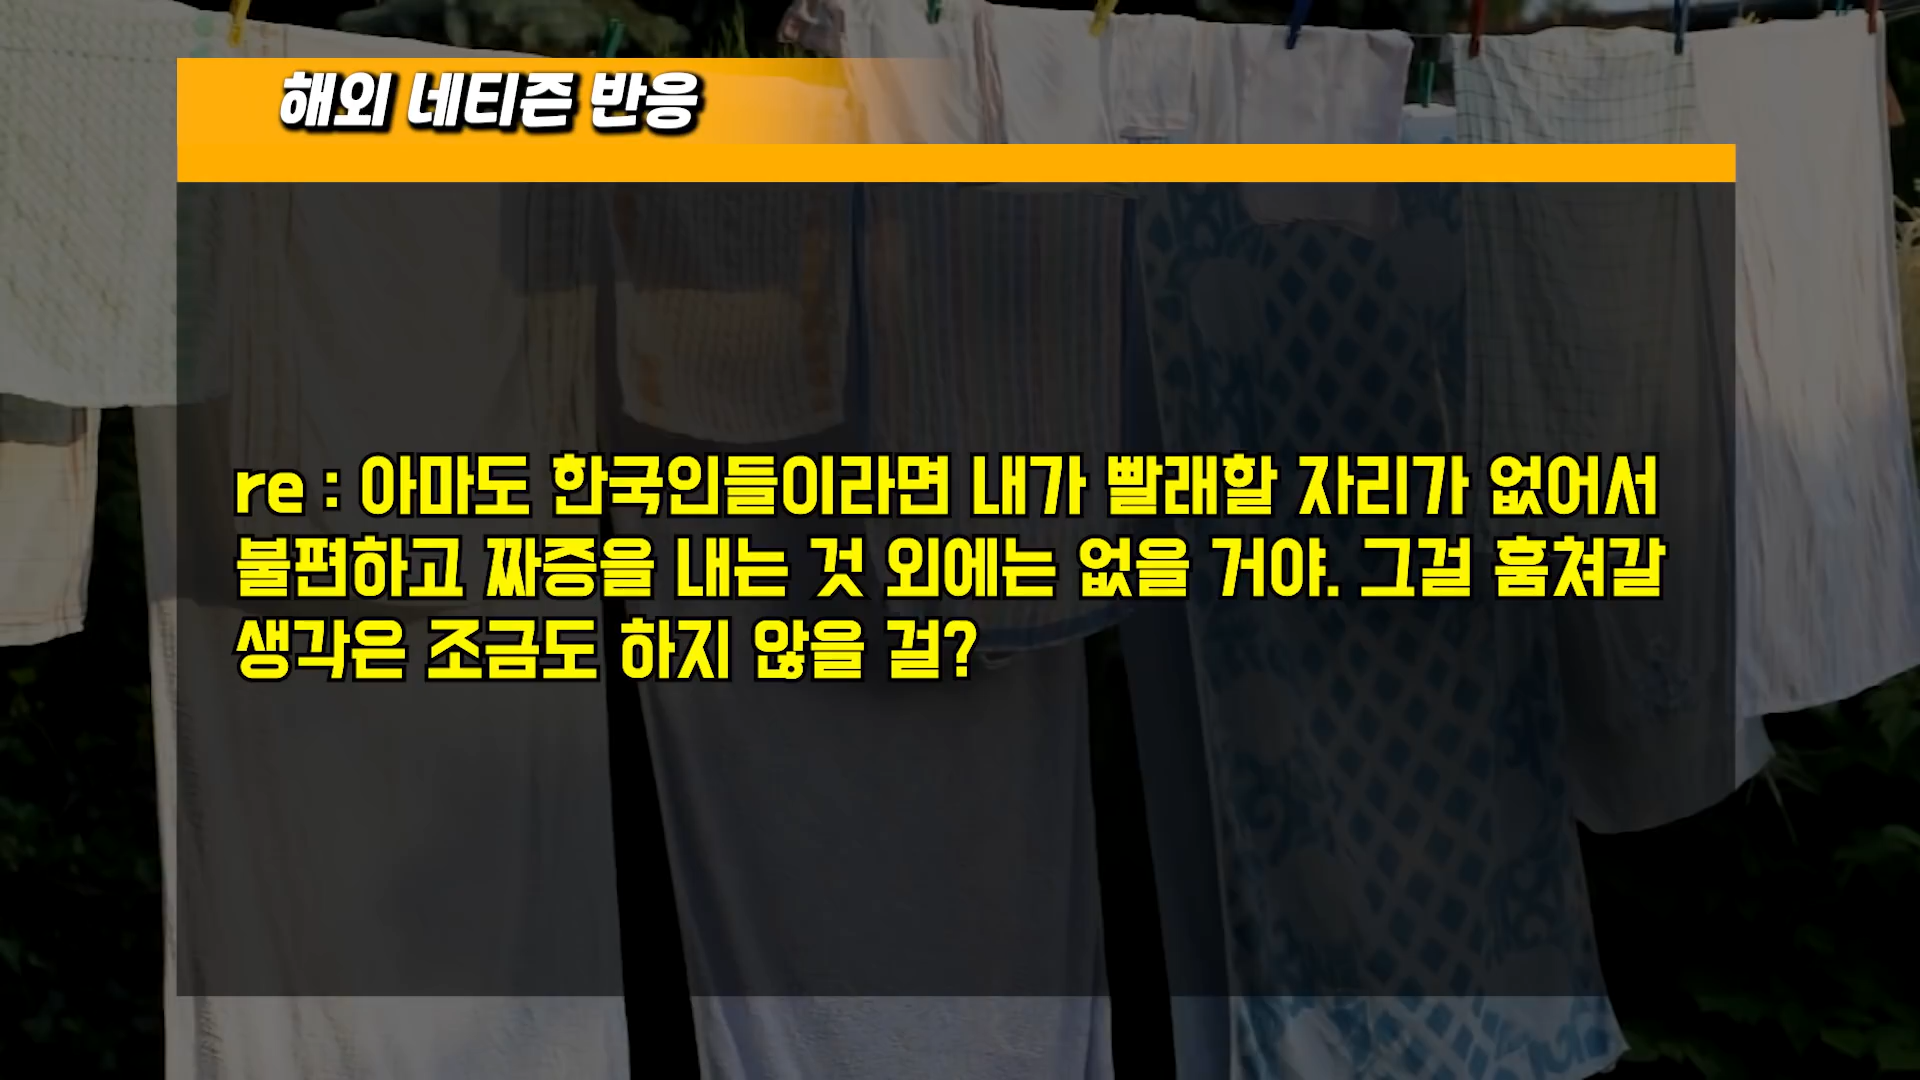 해외 네티즌 반응
re : 아마도 한국인들이라면 내가 빨래할 자리가 없어서
불편하고 짜증을 내는 것 외에는 없을 거야. 그걸 훔쳐갈
생각은 조금도 하지 않을 걸?